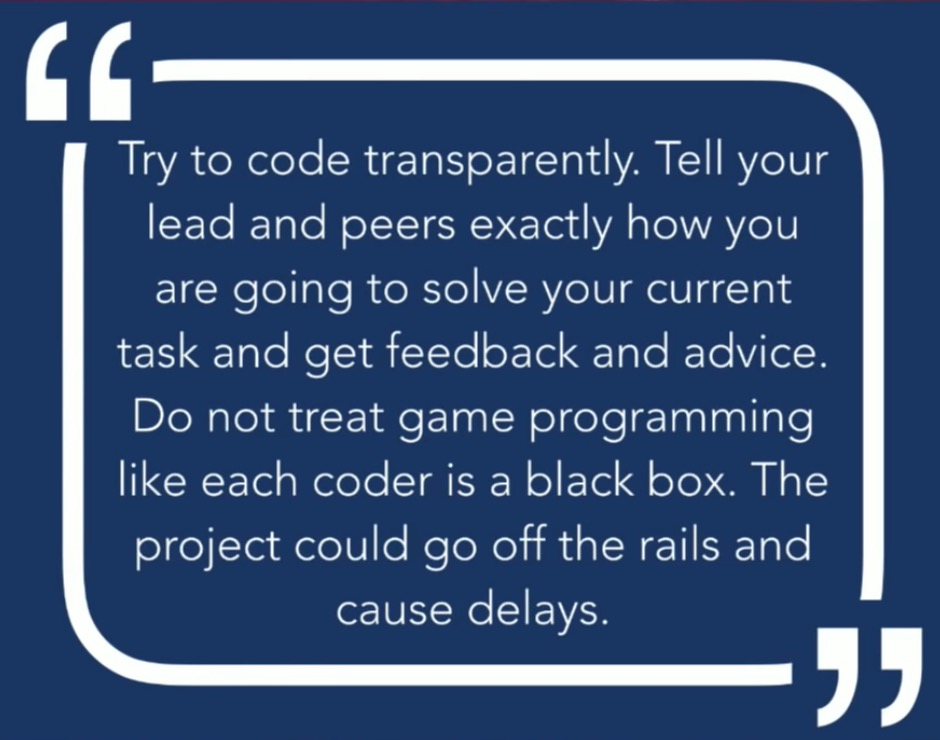 Try to code transparently. Tell your
lead and peers exactly how you
are going to solve your current
task and get feedback and advice.
Do not treat game programming
like each coder is a black box. The
project could go off the rails and
cause delays.